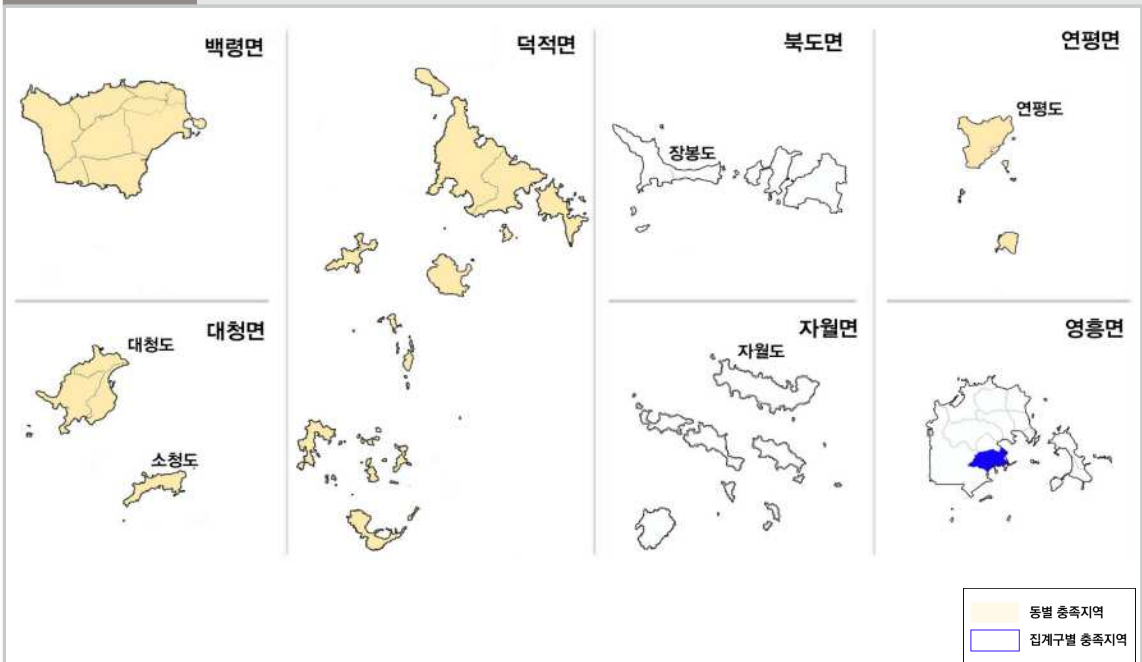 백령면
덕적면
북도면
연평면
연평도
장봉도
대청면
대청도
소청도
자월면
자월도
영흥면
동별 충족지역
집계구별 충족지역